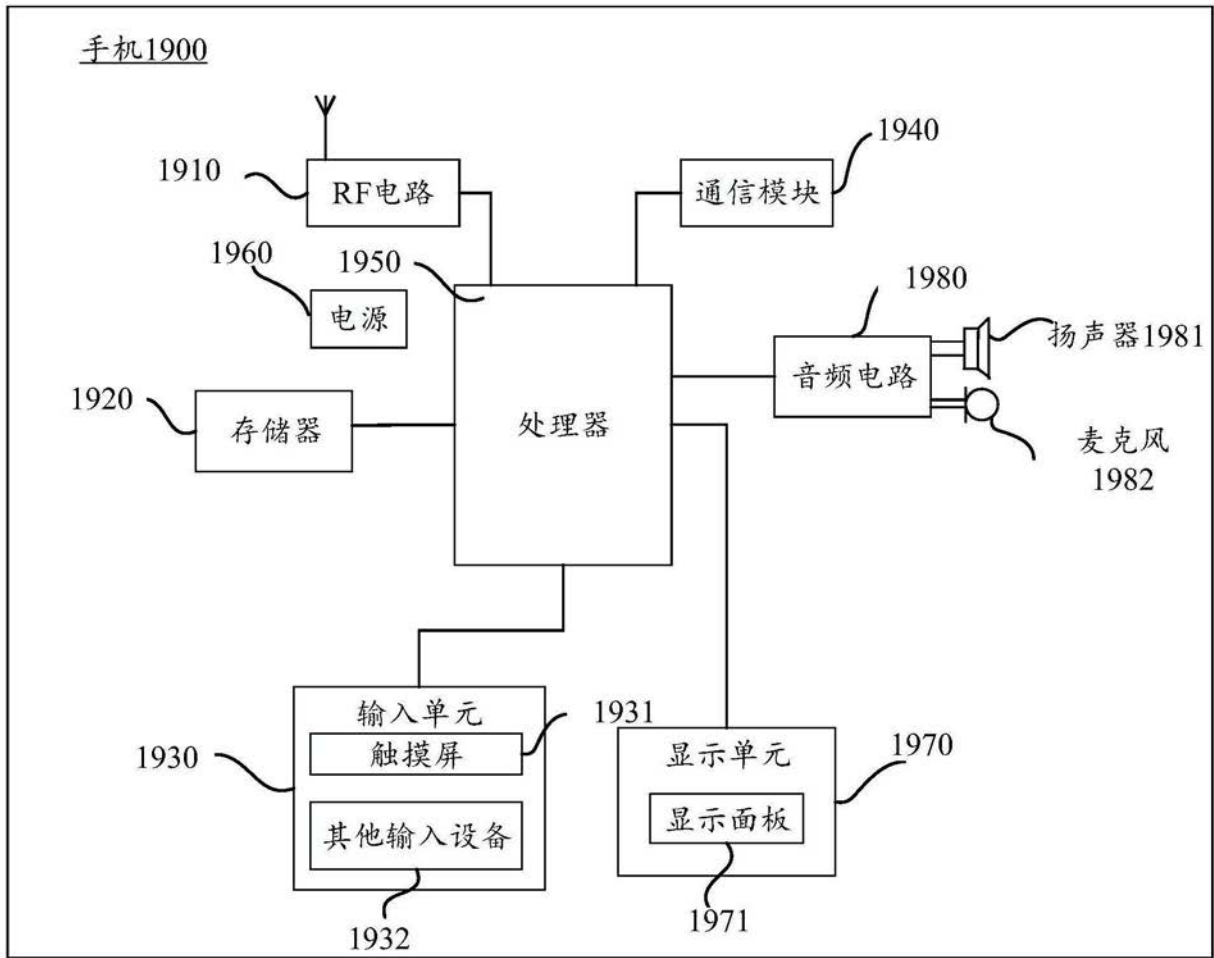 手机1900
1940
1910
RF电路
通信模块
1960
1950
1980
电源
扬声器1981
音频电路
1920
存储器
处理器
麦克风
1982
输入单元
1931
1930
触摸屏
显示单元
1970
其他输入设备
显示面板
1932
1971